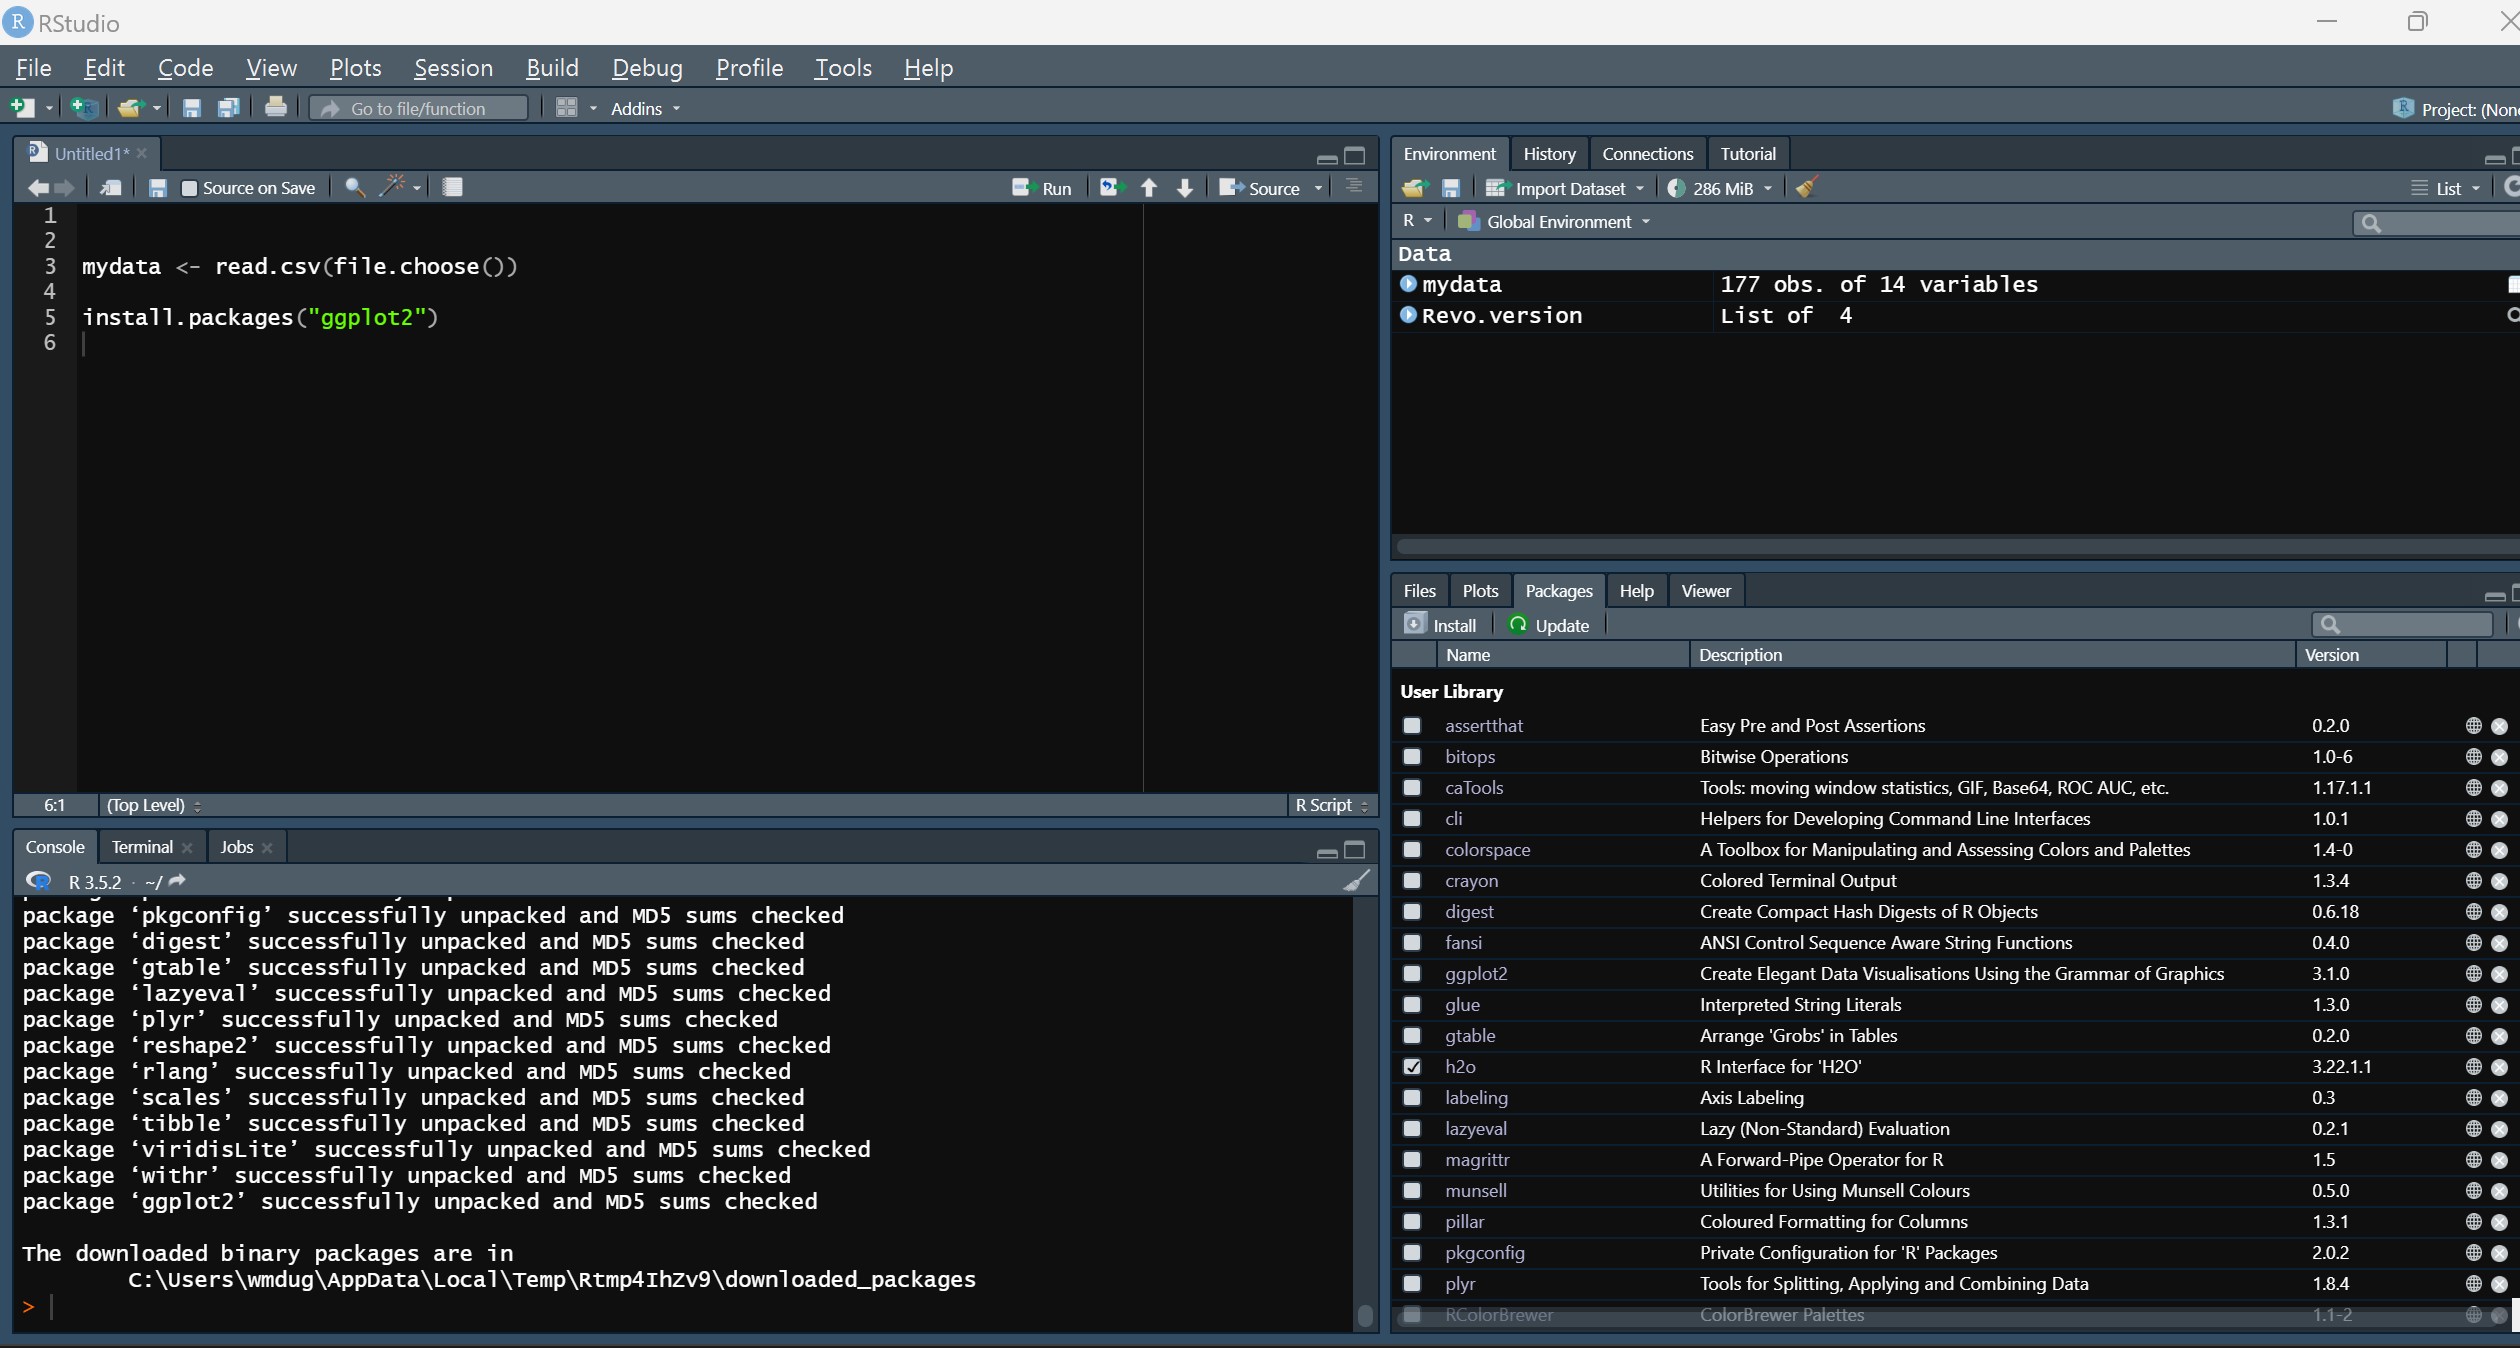 RStudio
File Edit Code View Plots Session Build Debug Profile Tools Help
Go to file/function Addins Project: (None
Untitled1*
Source on Save Run Source
1
2
3 mydata <- read.csv(file.choose())
4
5 install.packages("ggplot2")
6
6:1 (Top Level) R Script
Console Terminal Jobs
R 3.5.2 · ~/
package ‘pkgconfig’ successfully unpacked and MD5 sums checked
package ‘digest’ successfully unpacked and MD5 sums checked
package ‘gtable’ successfully unpacked and MD5 sums checked
package ‘lazyeval’ successfully unpacked and MD5 sums checked
package ‘plyr’ successfully unpacked and MD5 sums checked
package ‘reshape2’ successfully unpacked and MD5 sums checked
package ‘rlang’ successfully unpacked and MD5 sums checked
package ‘scales’ successfully unpacked and MD5 sums checked
package ‘tibble’ successfully unpacked and MD5 sums checked
package ‘viridisLite’ successfully unpacked and MD5 sums checked
package ‘withr’ successfully unpacked and MD5 sums checked
package ‘ggplot2’ successfully unpacked and MD5 sums checked
The downloaded binary packages are in
C:\Users\wmdug\AppData\Local\Temp\Rtmp4IhZv9\downloaded_packages
>
Environment History Connections Tutorial
Import Dataset 286 MiB List
R Global Environment
Data
mydata 177 obs. of 14 variables
Revo.version List of 4
Files Plots Packages Help Viewer
Install Update
Name Description Version
User Library
assertthat Easy Pre and Post Assertions 0.2.0
bitops Bitwise Operations 1.0-6
caTools Tools: moving window statistics, GIF, Base64, ROC AUC, etc. 1.17.1.1
cli Helpers for Developing Command Line Interfaces 1.0.1
colorspace A Toolbox for Manipulating and Assessing Colors and Palettes 1.4-0
crayon Colored Terminal Output 1.3.4
digest Create Compact Hash Digests of R Objects 0.6.18
fansi ANSI Control Sequence Aware String Functions 0.4.0
ggplot2 Create Elegant Data Visualisations Using the Grammar of Graphics 3.1.0
glue Interpreted String Literals 1.3.0
gtable Arrange 'Grobs' in Tables 0.2.0
h2o R Interface for 'H2O' 3.22.1.1
labeling Axis Labeling 0.3
lazyeval Lazy (Non-Standard) Evaluation 0.2.1
magrittr A Forward-Pipe Operator for R 1.5
munsell Utilities for Using Munsell Colours 0.5.0
pillar Coloured Formatting for Columns 1.3.1
pkgconfig Private Configuration for 'R' Packages 2.0.2
plyr Tools for Splitting, Applying and Combining Data 1.8.4
RColorBrewer ColorBrewer Palettes 1.1-2